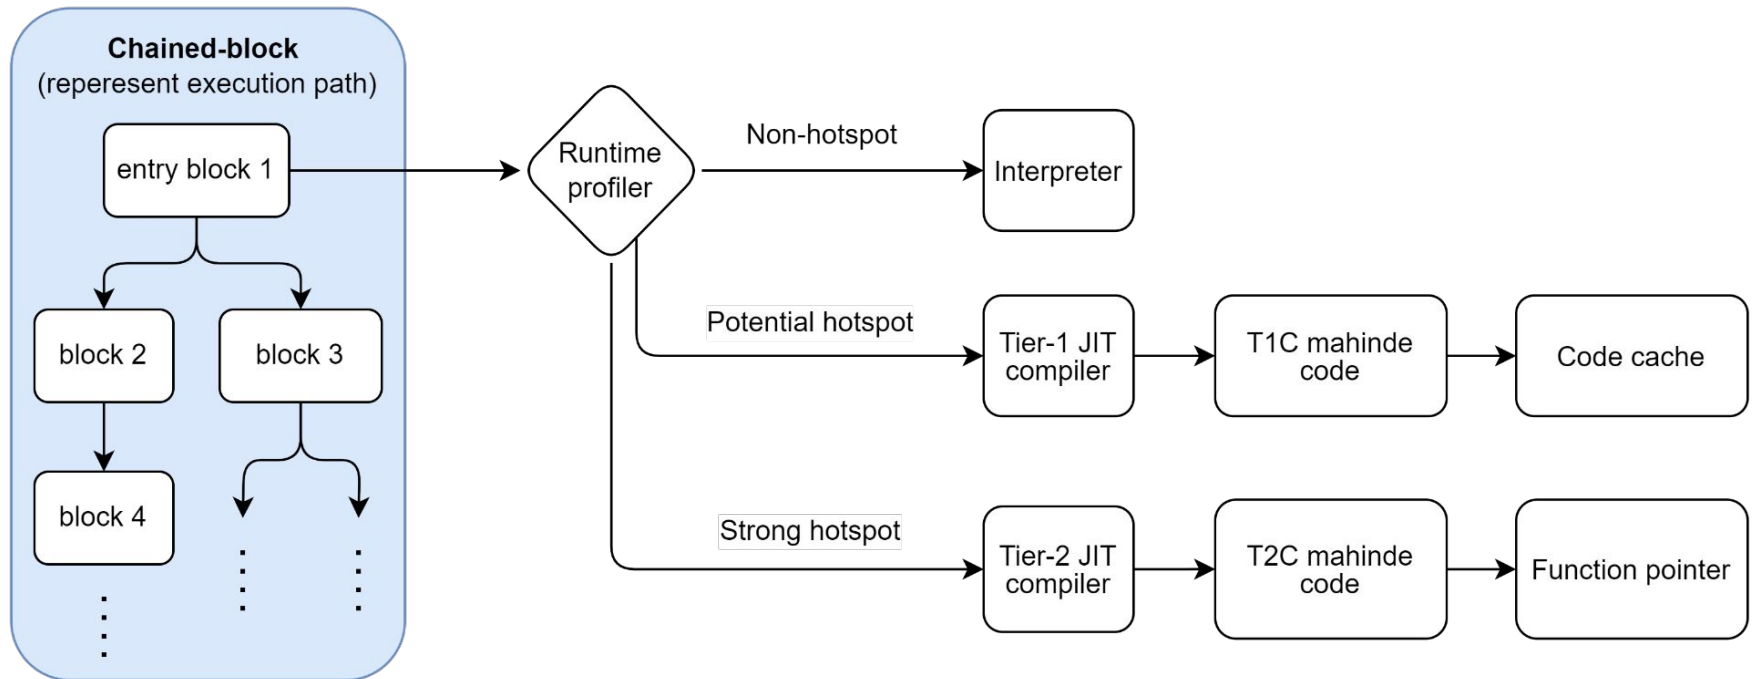 Chained-block
(reperesent execution path)
entry block 1
block 2
block 3
block 4
Runtime
profiler
Non-hotspot
Interpreter
Potential hotspot
Tier-1 JIT
compiler
T1C mahinde
code
Code cache
Strong hotspot
Tier-2 JIT
compiler
T2C mahinde
code
Function pointer